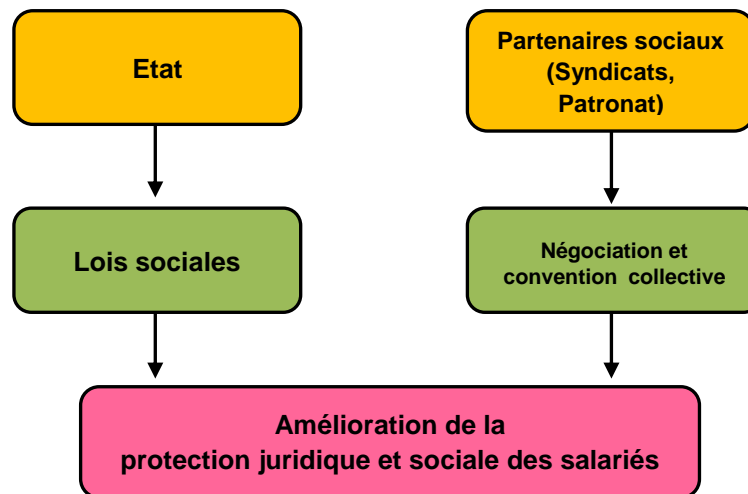 Etat
Partenaires sociaux
(Syndicats,
Patronat)
Lois sociales
Négociation et
convention collective
Amélioration de la
protection juridique et sociale des salariés